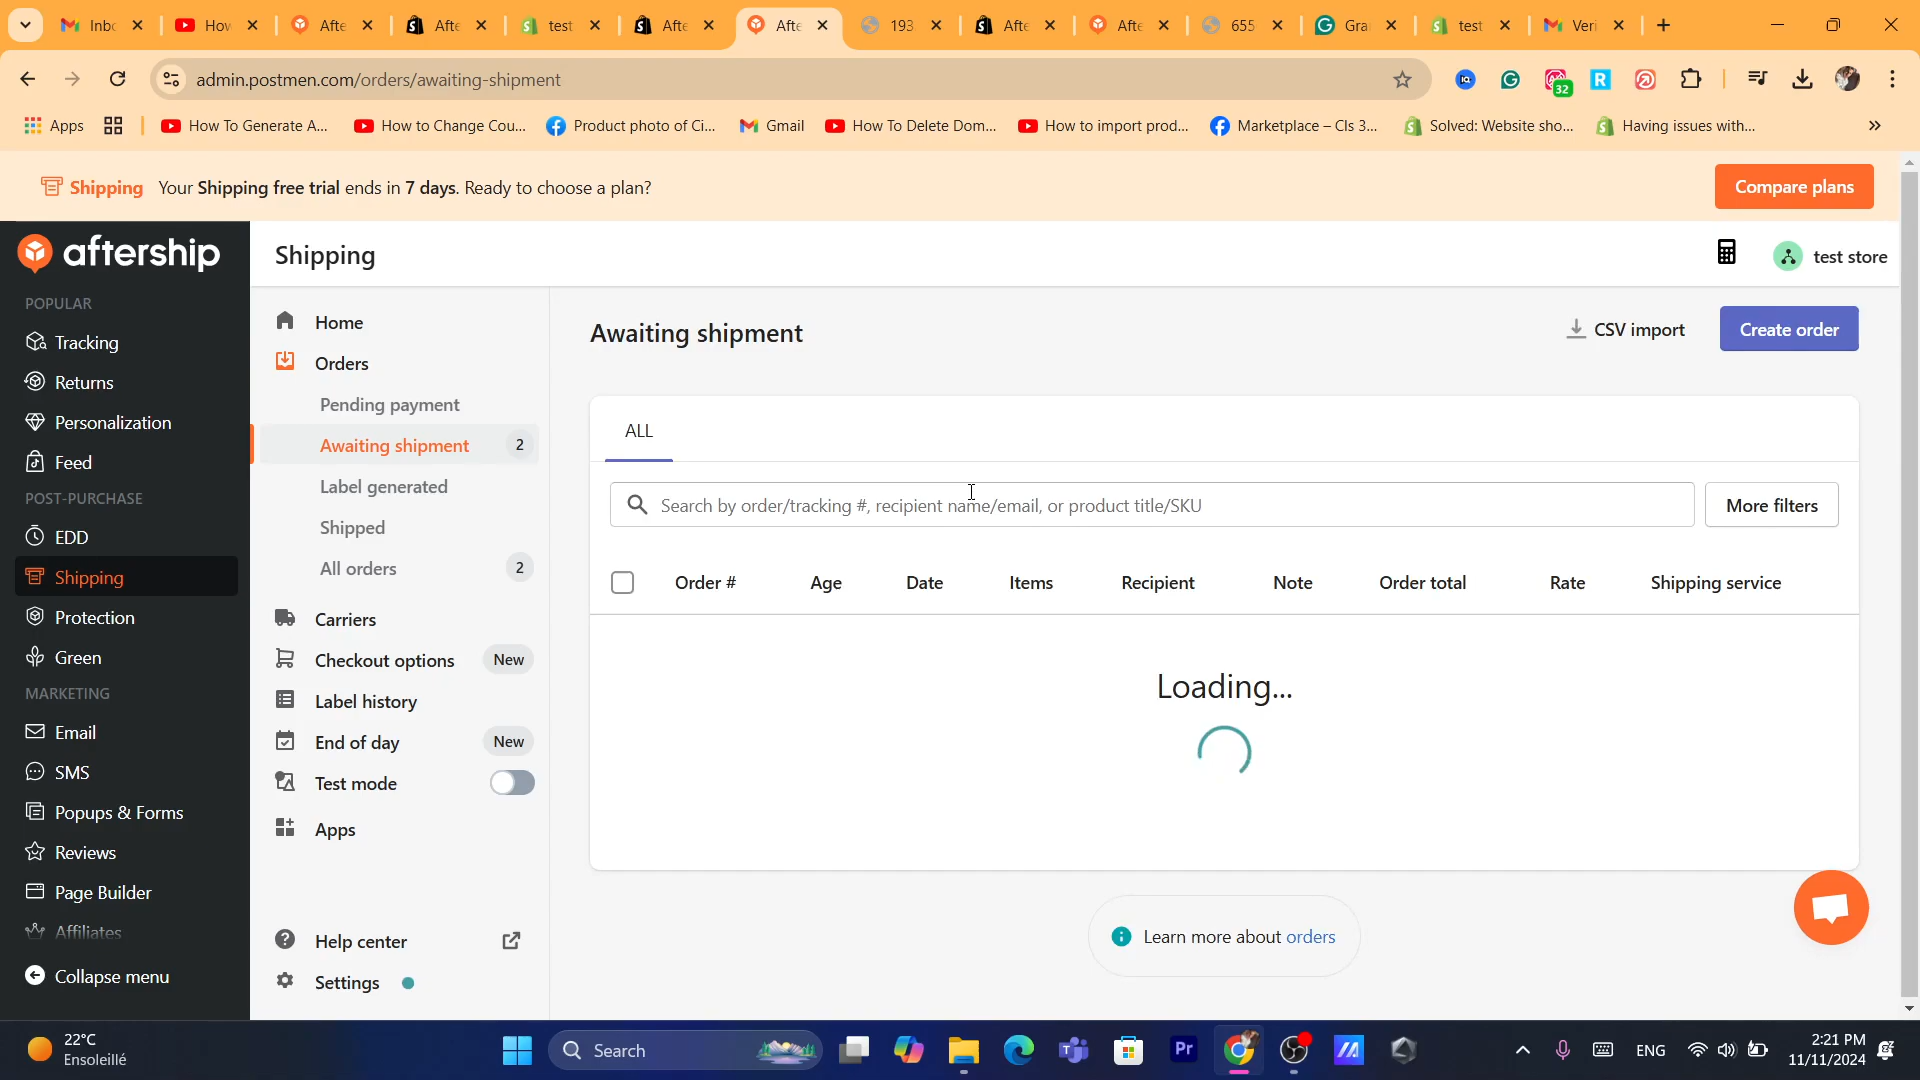 Inb
How
Afte
Afte
test
Afte
Afte
193
Afte
Afte
655
Gra
test
Veri
admin.postmen.com/orders/awaiting-shipment
32
Apps
How To Generate A...
How to Change Cou...
Product photo of Ci...
Gmail
How To Delete Dom...
How to import prod...
Marketplace – Cls 3...
Solved: Website sho...
Having issues with...
Shipping Your Shipping free trial ends in 7 days. Ready to choose a plan?
Compare plans
aftership
POPULAR
Tracking
Returns
Personalization
Feed
POST-PURCHASE
EDD
Shipping
Protection
Green
MARKETING
Email
SMS
Popups & Forms
Reviews
Page Builder
Affiliates
Collapse menu
Shipping
test store
Home
Orders
Pending payment
Awaiting shipment 2
Label generated
Shipped
All orders 2
Carriers
Checkout options New
Label history
End of day New
Test mode
Apps
Help center
Settings
Awaiting shipment
CSV import
Create order
ALL
Search by order/tracking #, recipient name/email, or product title/SKU
More filters
Order # Age Date Items Recipient Note Order total Rate Shipping service
Loading...
Learn more about orders
22°C
Ensoleillé
Search
Pr
ENG
2:21 PM
11/11/2024